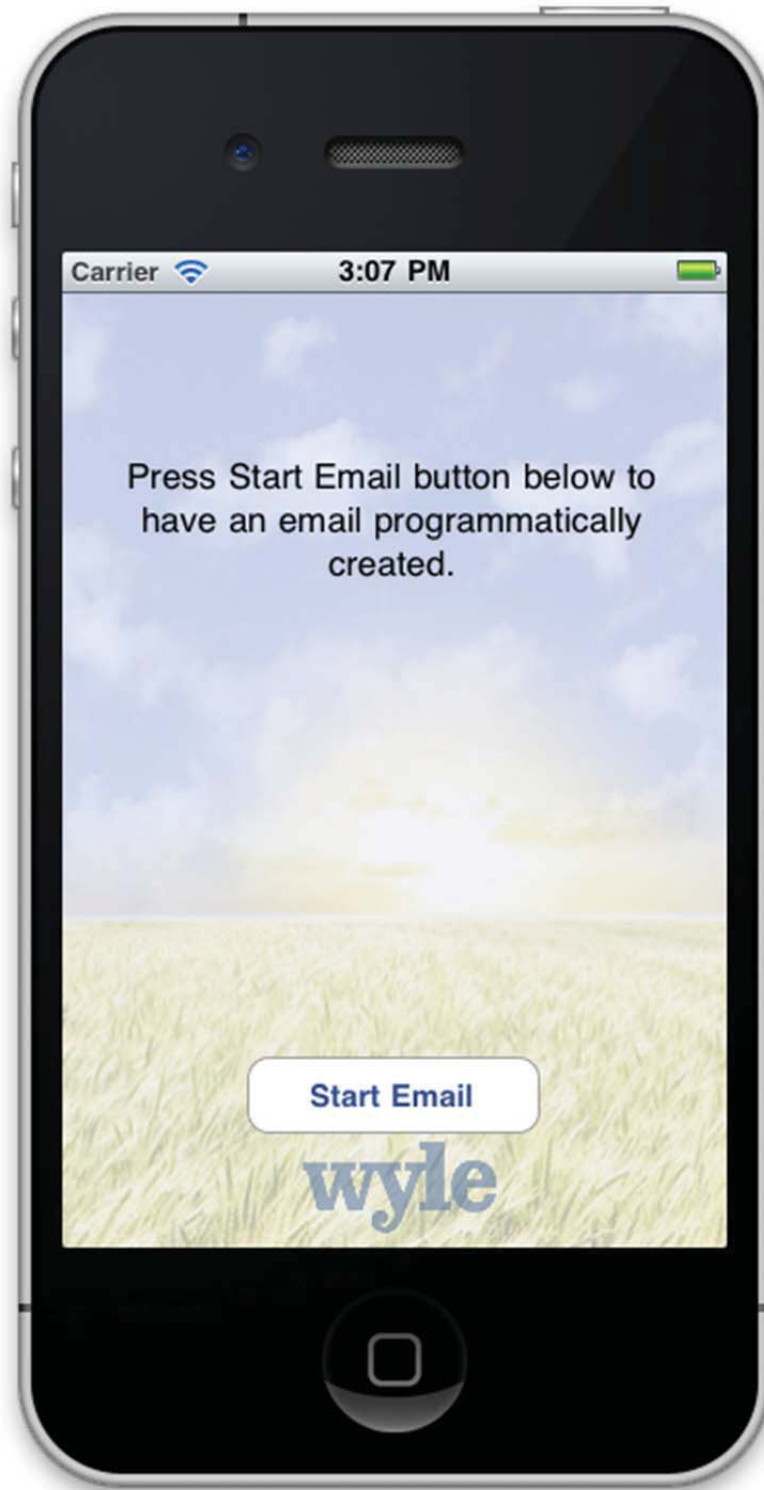 Carrier 3:07 PM
Press Start Email button below to
have an email programmatically
created.
Start Email
wyle